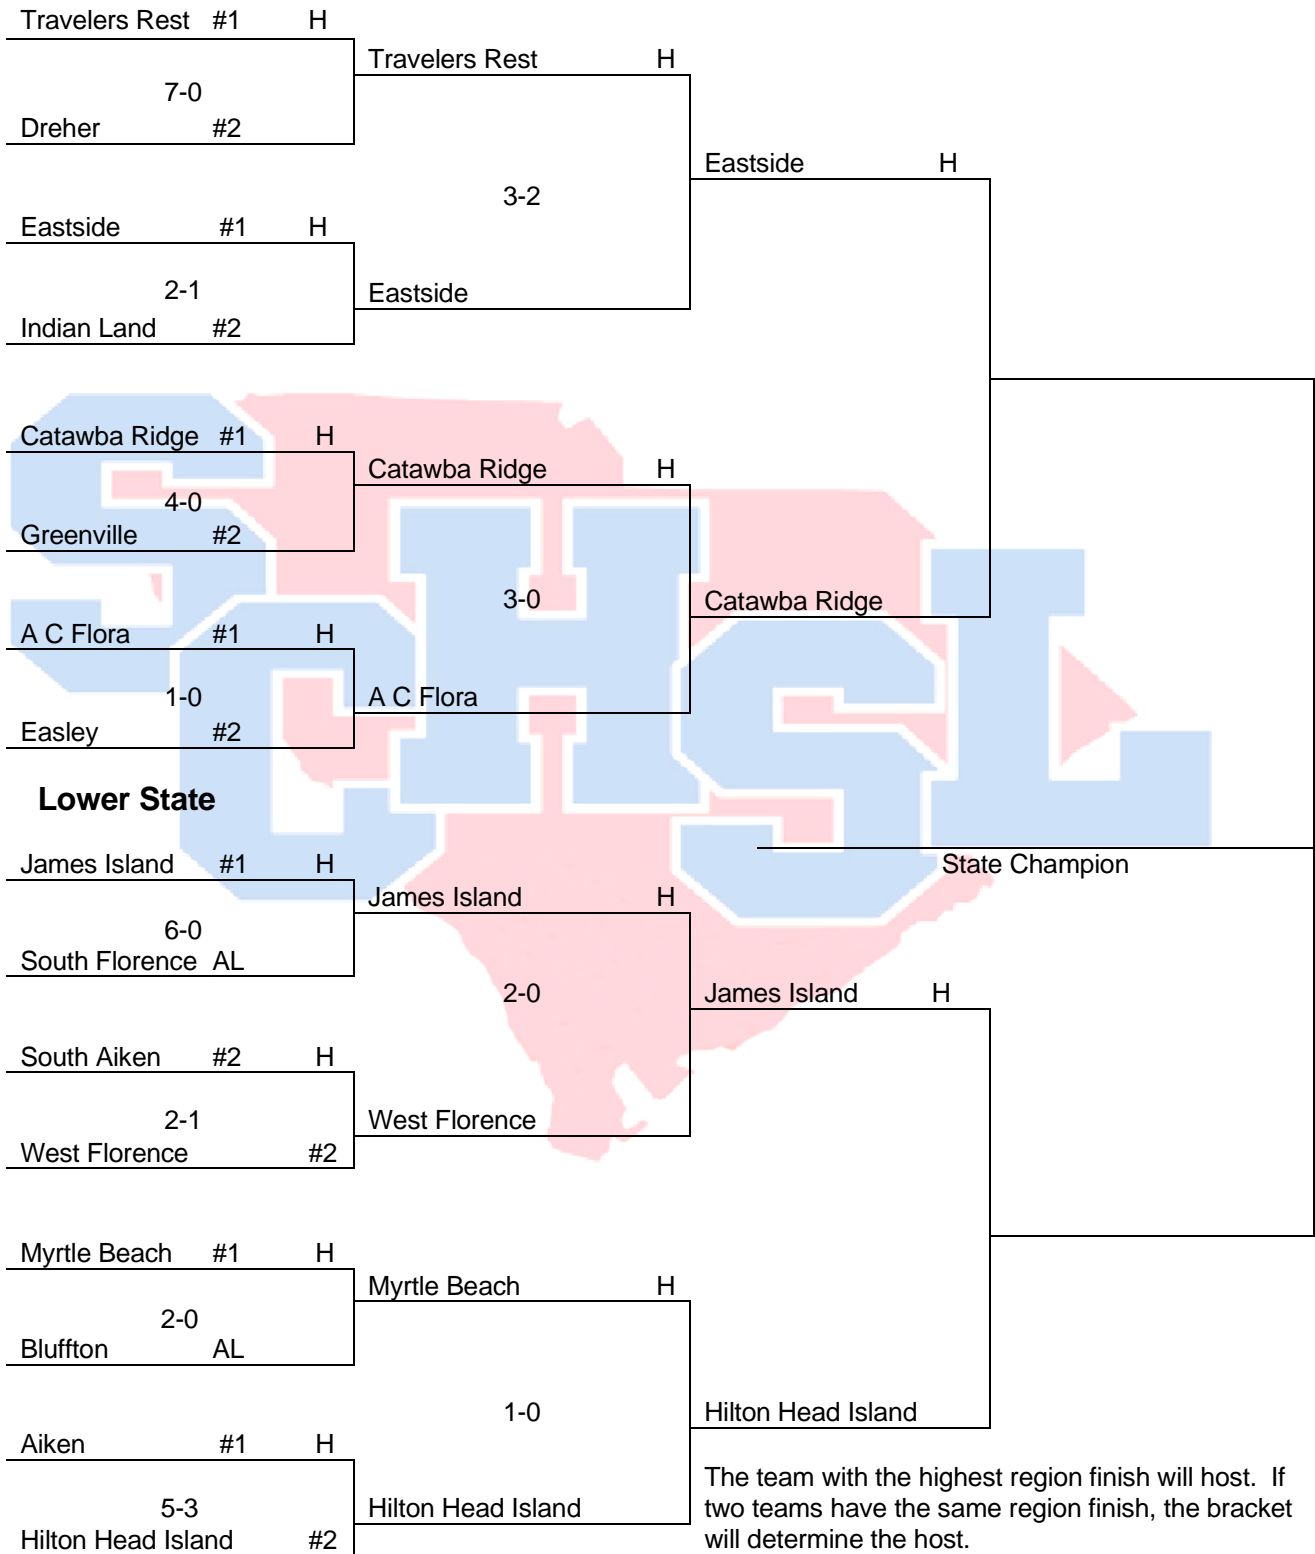 Travelers Rest #1 H
Travelers Rest H
7-0
Dreher #2
Eastside H
3-2
Eastside #1 H
2-1
Eastside
Indian Land #2
Catawba Ridge #1 H
Catawba Ridge H
4-0
Greenville #2
3-0
Catawba Ridge
A C Flora #1 H
1-0
A C Flora
Easley #2
Lower State
James Island #1 H
State Champion
James Island H
6-0
South Florence AL
2-0
James Island H
South Aiken #2 H
2-1
West Florence
West Florence #2
Myrtle Beach #1 H
Myrtle Beach H
2-0
Bluffton AL
1-0
Hilton Head Island
Aiken #1 H
5-3
Hilton Head Island
Hilton Head Island #2
The team with the highest region finish will host. If
two teams have the same region finish, the bracket
will determine the host.
SCHSL